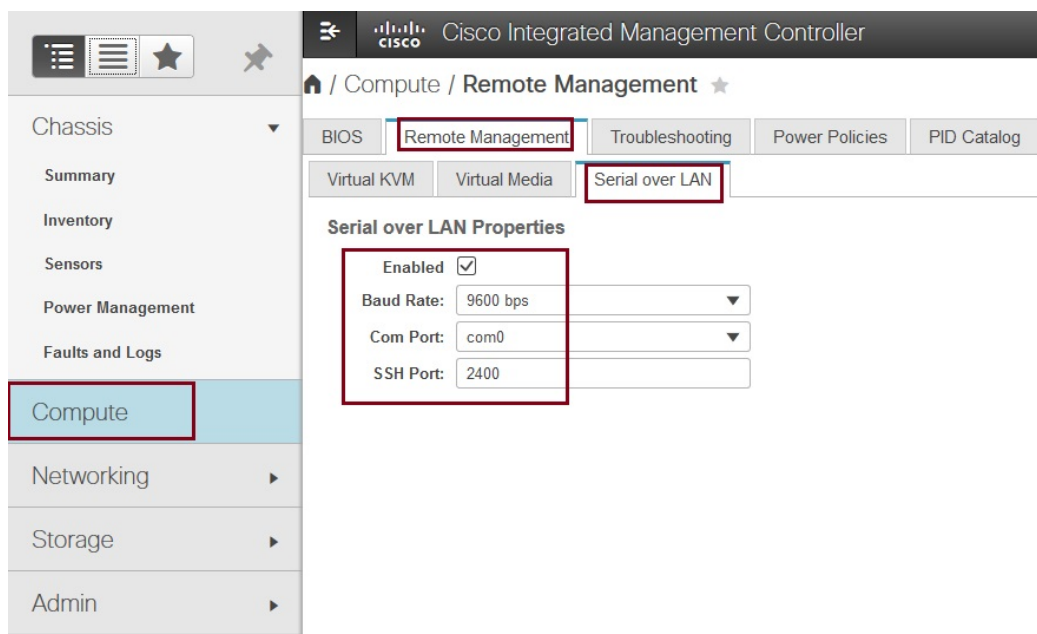 CISCO Cisco Integrated Management Controller
/ Compute / Remote Management
Chassis
Summary
Inventory
Sensors
Power Management
Faults and Logs
Compute
Networking
Storage
Admin
BIOS Remote Management Troubleshooting Power Policies PID Catalog
Virtual KVM Virtual Media Serial over LAN
Serial over LAN Properties
Enabled
Baud Rate: 9600 bps
Com Port: com0
SSH Port: 2400